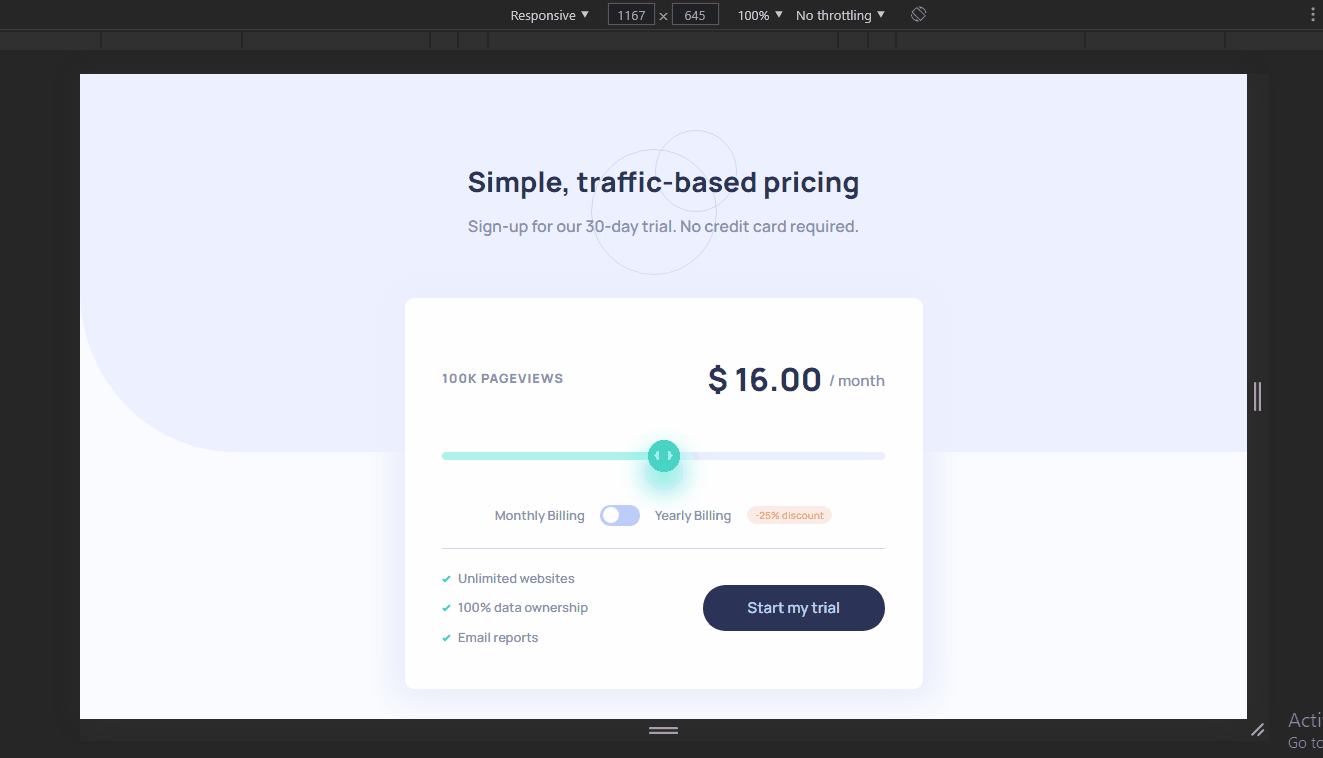 Responsive ▼ 1167 × 645 100% ▼ No throttling ▼
Simple, traffic-based pricing
Sign-up for our 30-day trial. No credit card required.
100K PAGEVIEWS $ 16.00 / month
Monthly Billing Yearly Billing -25% discount
Unlimited websites
100% data ownership
Email reports
Start my trial
Acti
Go to